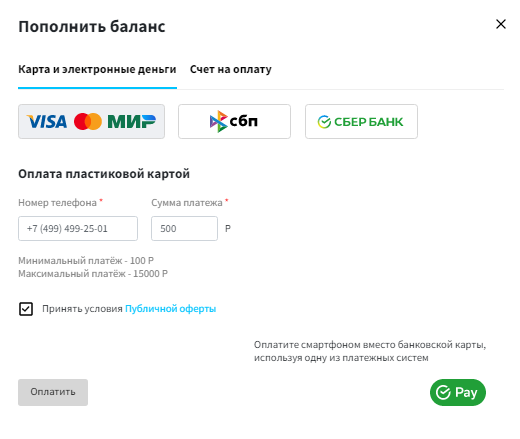 Пополнить баланс
Карта и электронные деньги Счет на оплату
VISA МИР сбп СБЕР БАНК
Оплата пластиковой картой
Номер телефона * Сумма платежа *
+7 (499) 499-25-01 500 Р
Минимальный платёж - 100 Р
Максимальный платёж - 15000 Р
Принять условия Публичной оферты
Оплатите смартфоном вместо банковской карты,
используя одну из платежных систем
Оплатить Pay